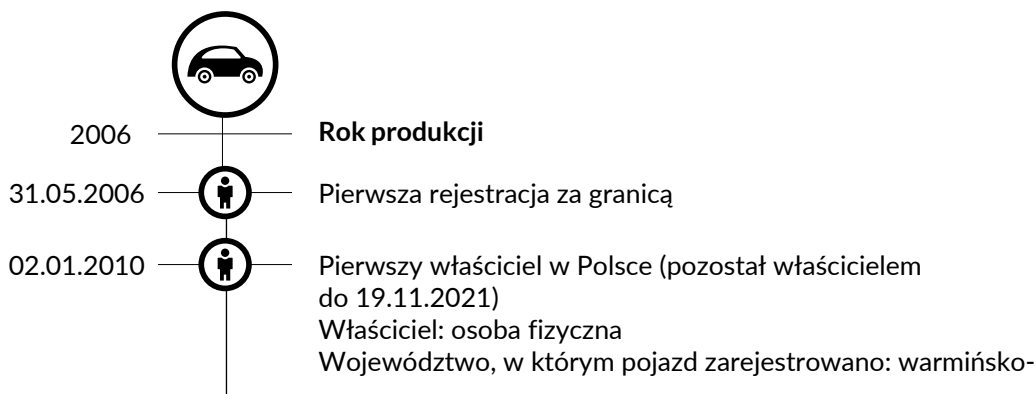 2006 Rok produkcji
31.05.2006 Pierwsza rejestracja za granicą
02.01.2010 Pierwszy właściciel w Polsce (pozostał właścicielem
do 19.11.2021)
Właściciel: osoba fizyczna
Województwo, w którym pojazd zarejestrowano: warmińsko-